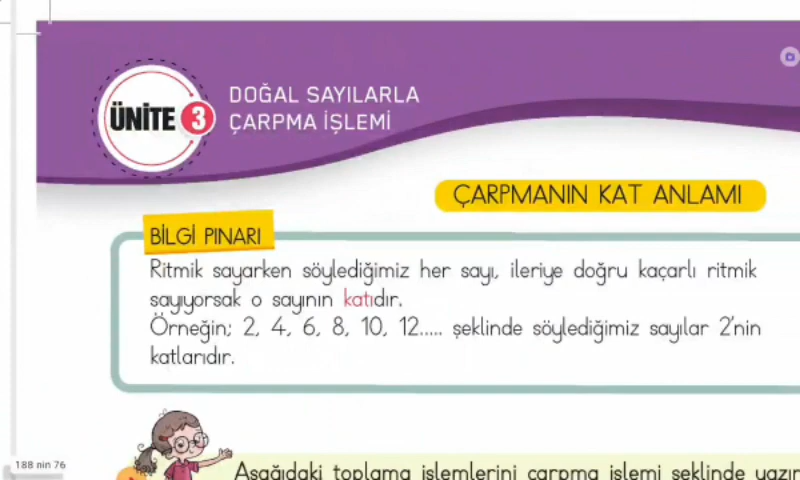 ÜNİTE 3
DOĞAL SAYILARLA
ÇARPMA İŞLEMİ
ÇARPMANIN KAT ANLAMI
BİLGİ PINARI
Ritmik sayarken söylediğimiz her sayı, ileriye doğru kaçarlı ritmik
sayıyorsak o sayının katıdır.
Örneğin; 2, 4, 6, 8, 10, 12..... şeklinde söylediğimiz sayılar 2'nin
katlarıdır.
188 nin 76
Aşağıdaki toplama işlemlerini çarpma işlemi şeklinde